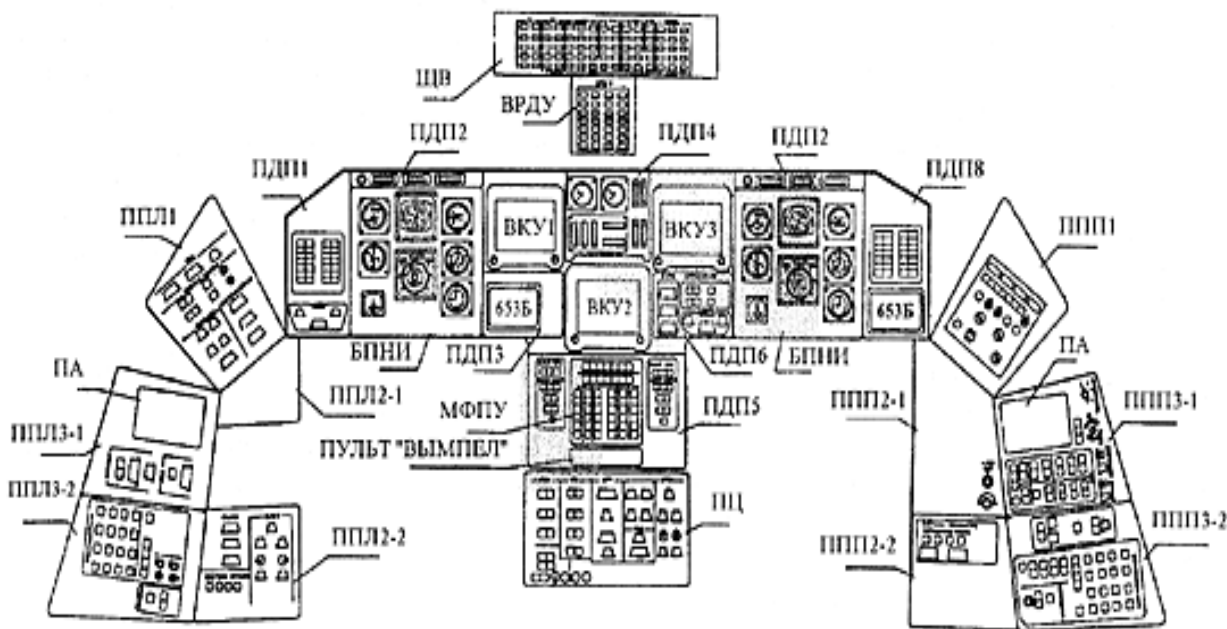 ЩВ
ВРДУ
ПДП2
ПДП4
ПДП2
ПДП1
ПДП8
ППЛ1
ППП1
ВКУ1
ВКУ3
653Б
ВКУ2
653Б
БПНИ
ПДП3
ПДП6
БПНИ
ПА
ПА
ППЛ2-1
МФПУ
ПДП5
ППП2-1
ППП3-1
ППЛ3-1
ПУЛЬТ "ВЫМПЕЛ"
ППЛ3-2
ПЦ
ППЛ2-2
ППП2-2
ППП3-2